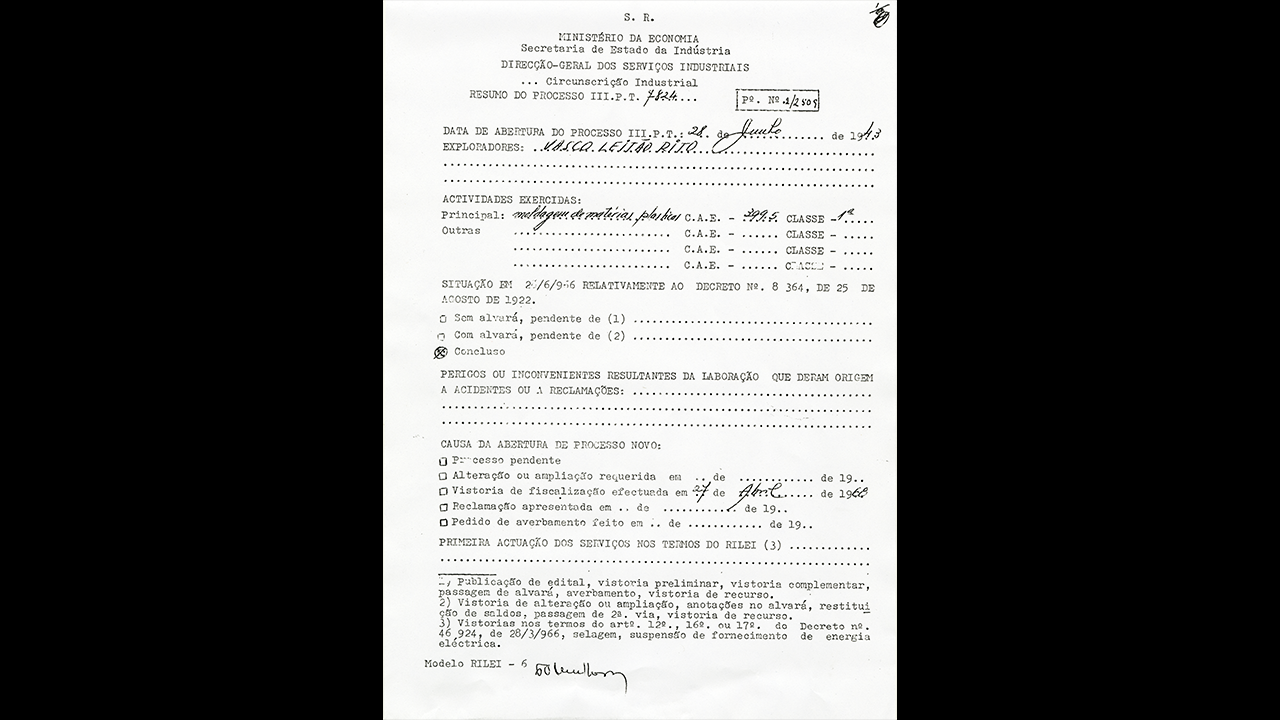 S. R.
MINISTÉRIO DA ECONOMIA
Secretaria de Estado da Indústria
DIRECÇÃO-GERAL DOS SERVIÇOS INDUSTRIAIS
... Circunscrição Industrial
RESUMO DO PROCESSO III.P.T. 7824...
Pº. Nº.1/2505
DATA DE ABERTURA DO PROCESSO III.P.T.: 28. de Junho ............ de 1943
EXPLORADORES: ..VASCO LEITÃO RITO..........................
ACTIVIDADES EXERCIDAS:
Principal: moldagem de matérias plasticas C.A.E. - 399.5. CLASSE -1ª....
Outras ........................ C.A.E. - ...... CLASSE - .....
........................ C.A.E. - ...... CLASSE - .....
........................ C.A.E. - ...... CLASSE - .....
SITUAÇÃO EM 28/6/966 RELATIVAMENTE AO DECRETO Nº. 8 364, DE 25 DE
AGOSTO DE 1922.
Sem alvará, pendente de (1) ....................................
Com alvará, pendente de (2) ....................................
Concluso
PERIGOS OU INCONVENIENTES RESULTANTES DA LABORAÇÃO QUE DERAM ORIGEM
A ACIDENTES OU A RECLAMAÇÕES: ....................................
CAUSA DA ABERTURA DE PROCESSO NOVO:
Processo pendente
Alteração ou ampliação requerida em .. de ............ de 19..
Vistoria de fiscalização efectuada em 27 de Abril...... de 1968
Reclamação apresentada em .. de ............ de 19..
Pedido de averbamento feito em .. de ............ de 19..
PRIMEIRA ACTUAÇÃO DOS SERVIÇOS NOS TERMOS DO RILEI (3) .............
1) Publicação de edital, vistoria preliminar, vistoria complementar,
passagem de alvará, averbamento, vistoria de recurso.
2) Vistoria de alteração ou ampliação, anotações no alvará, restitui
ção de saldos, passagem de 2ª. via, vistoria de recurso.
3) Vistorias nos termos do artº. 12º., 16º. ou 17º. do Decreto nº.
46 924, de 28/3/966, selagem, suspensão de fornecimento de energia
eléctrica.
Modelo RILEI - 6